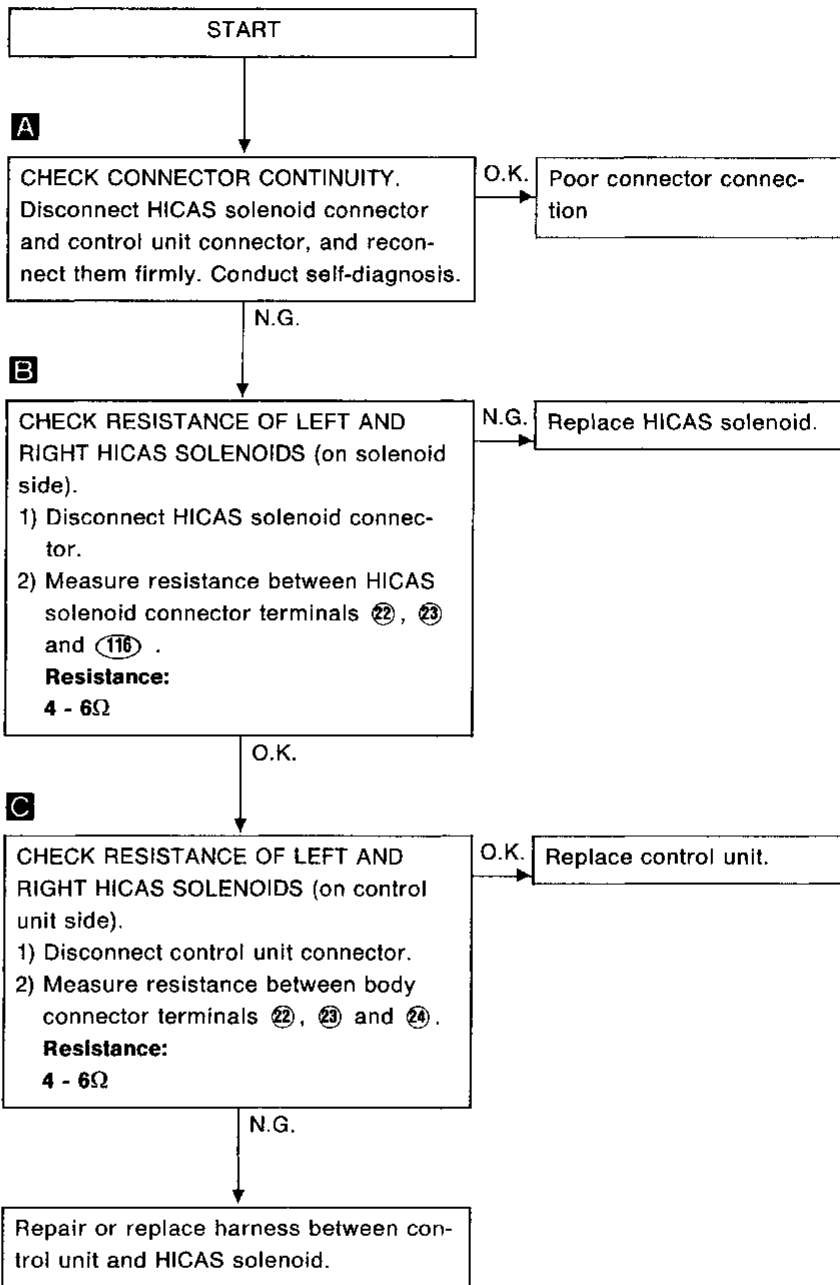 START
A
CHECK CONNECTOR CONTINUITY.
Disconnect HICAS solenoid connector
and control unit connector, and recon-
nect them firmly. Conduct self-diagnosis.
O.K.
Poor connector connec-
tion
N.G.
B
CHECK RESISTANCE OF LEFT AND
RIGHT HICAS SOLENOIDS (on solenoid
side).
1) Disconnect HICAS solenoid connec-
tor.
2) Measure resistance between HICAS
solenoid connector terminals ㉒, ㉓
and (116) .
Resistance:
4 - 6Ω
N.G.
Replace HICAS solenoid.
O.K.
C
CHECK RESISTANCE OF LEFT AND
RIGHT HICAS SOLENOIDS (on control
unit side).
1) Disconnect control unit connector.
2) Measure resistance between body
connector terminals ㉒, ㉓ and ㉔.
Resistance:
4 - 6Ω
O.K.
Replace control unit.
N.G.
Repair or replace harness between con-
trol unit and HICAS solenoid.